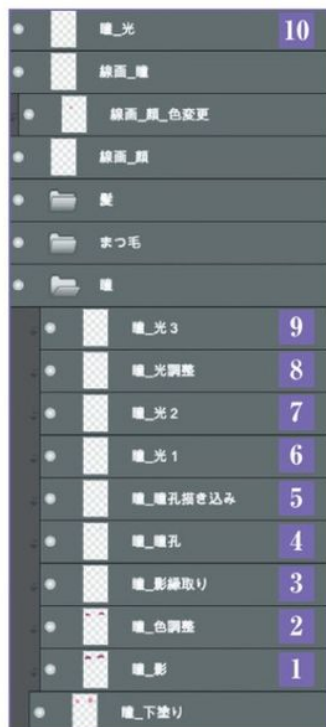 瞳_光 10
線画_瞳
線画_顔_色変更
線画_顔
髪
まつ毛
瞳
瞳_光３ 9
瞳_光調整 8
瞳_光２ 7
瞳_光１ 6
瞳_瞳孔描き込み 5
瞳_瞳孔 4
瞳_影縁取り 3
瞳_色調整 2
瞳_影 1
瞳_下塗り